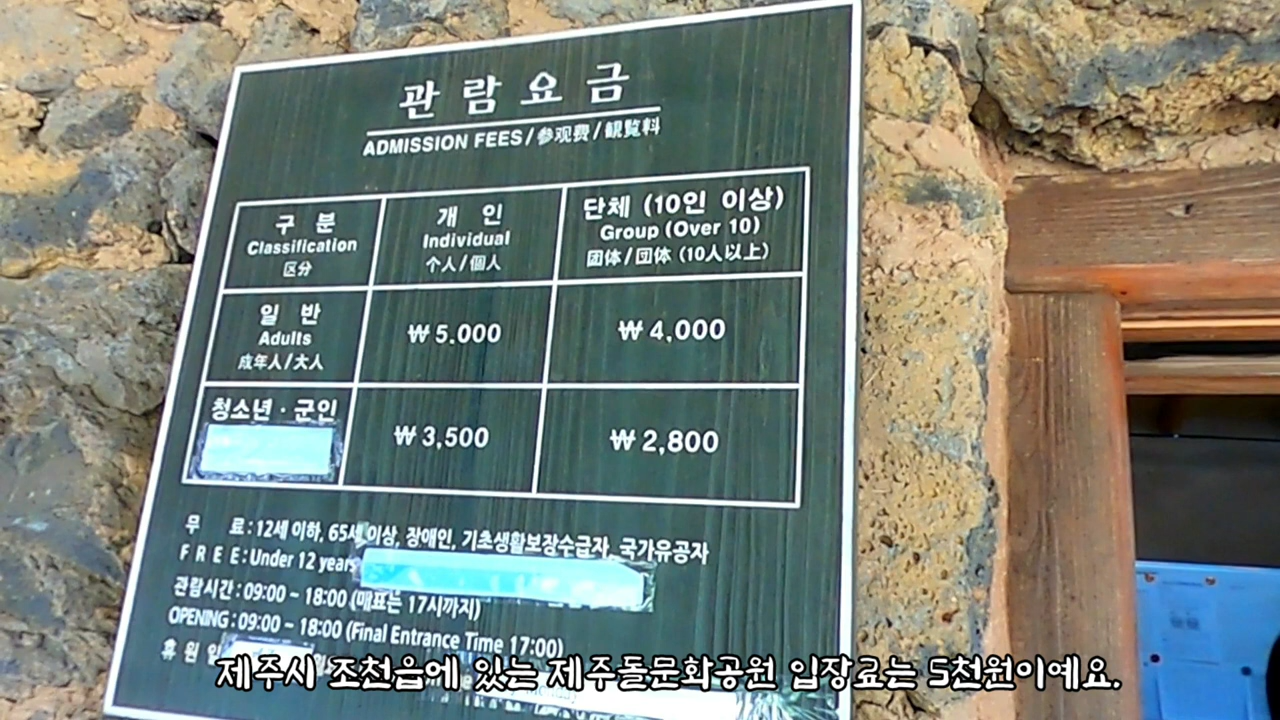 관람요금
ADMISSION FEES / 参观费 / 観覧料
구 분 개 인 단체 (10인 이상)
Classification Individual Group (Over 10)
区分 个人 / 個人 团体 / 団体 (10人以上)
일 반 ₩ 5.000 ₩ 4,000
Adults
成年人 / 大人
청소년 · 군인 ₩ 3,500 ₩ 2,800
무 료 : 12세 이하, 65세 이상, 장애인, 기초생활보장수급자, 국가유공자
F R E E : Under 12 years
관람시간 : 09:00 ~ 18:00 (매표는 17시까지)
OPENING : 09:00 ~ 18:00 (Final Entrance Time 17:00)
휴 원 일
제주시 조천읍에 있는 제주돌문화공원 입장료는 5천원이예요.